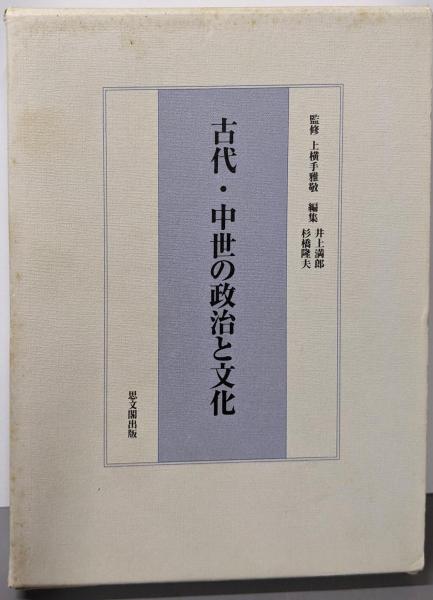 監修 上横手雅敬 編集 井上満郎
杉橋隆夫
古代・中世の政治と文化
思文閣出版